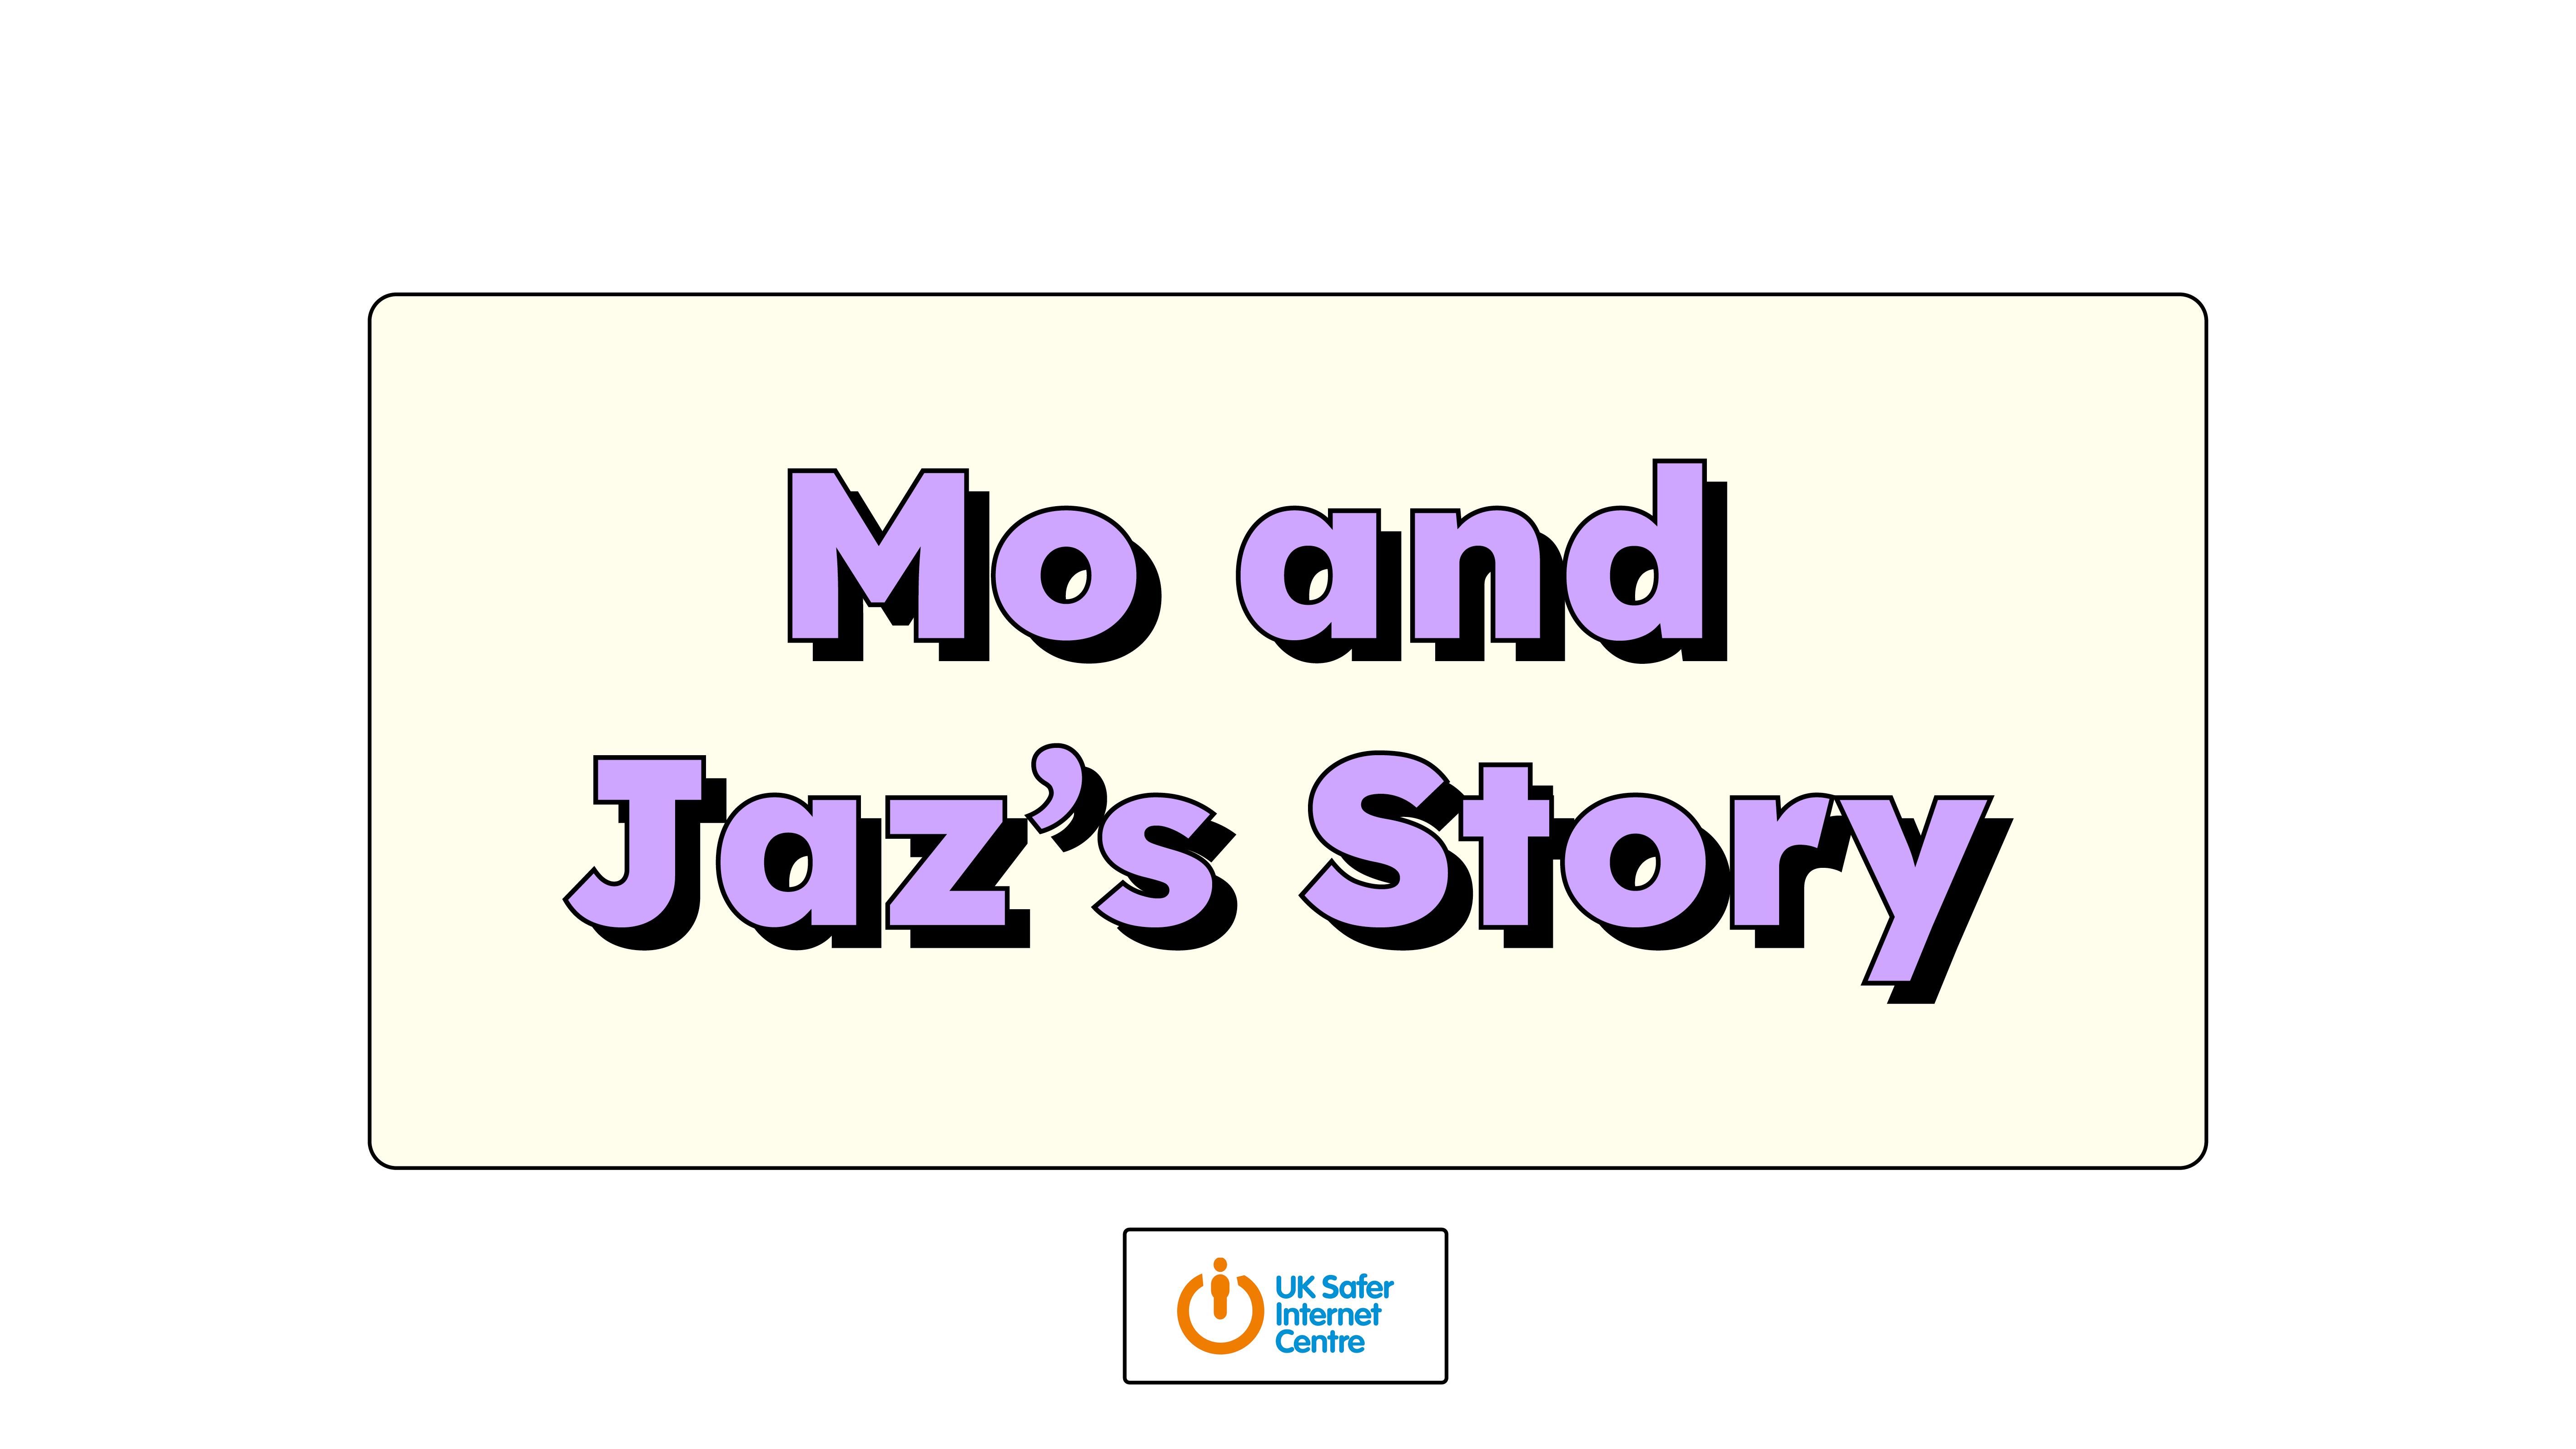 Mo and
Jaz’s Story
UK Safer
Internet
Centre